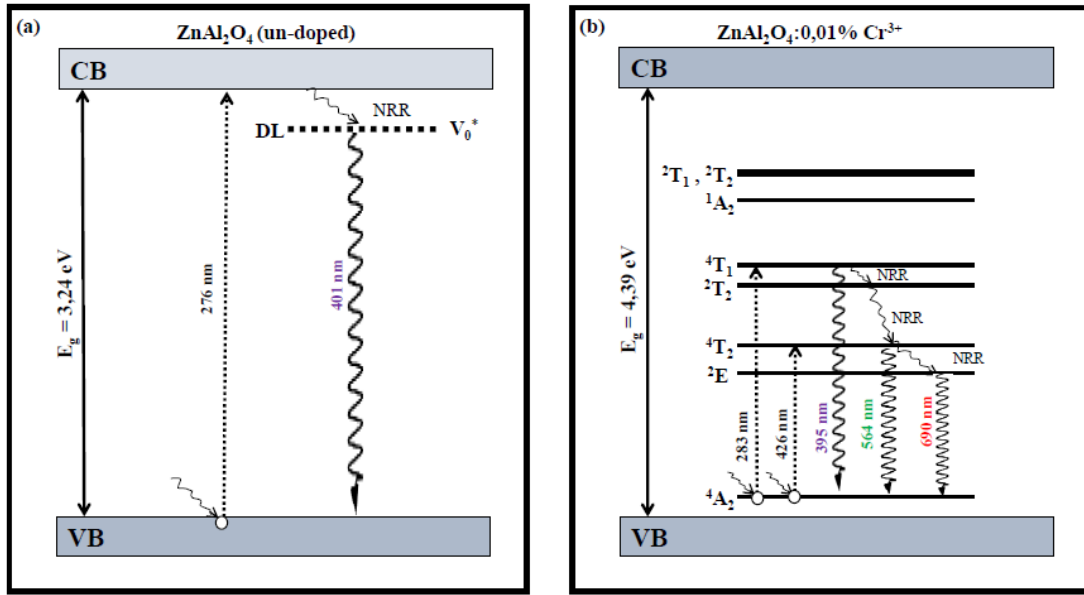 (a)
ZnAl₂O₄ (un-doped)
CB
NRR
DL
V₀*
E_g = 3,24 eV
276 nm
401 nm
VB
(b)
ZnAl₂O₄:0,01% Cr³⁺
CB
²T₁ , ²T₂
¹A₂
⁴T₁
NRR
²T₂
NRR
⁴T₂
NRR
²E
E_g = 4,39 eV
283 nm
426 nm
395 nm
564 nm
690 nm
⁴A₂
VB